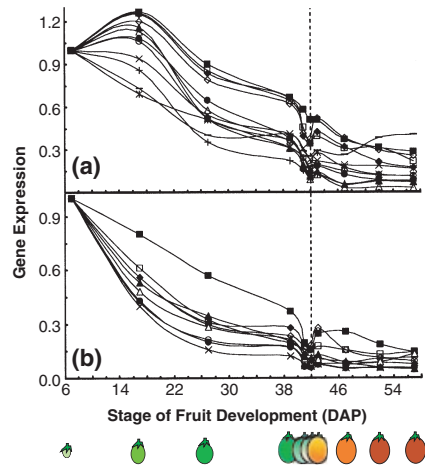 1.2
0.9
0.6
0.3
(a)
Gene Expression
0.9
0.6
0.3
(b)
0.0
6 14 22 30 38 46 54
Stage of Fruit Development (DAP)